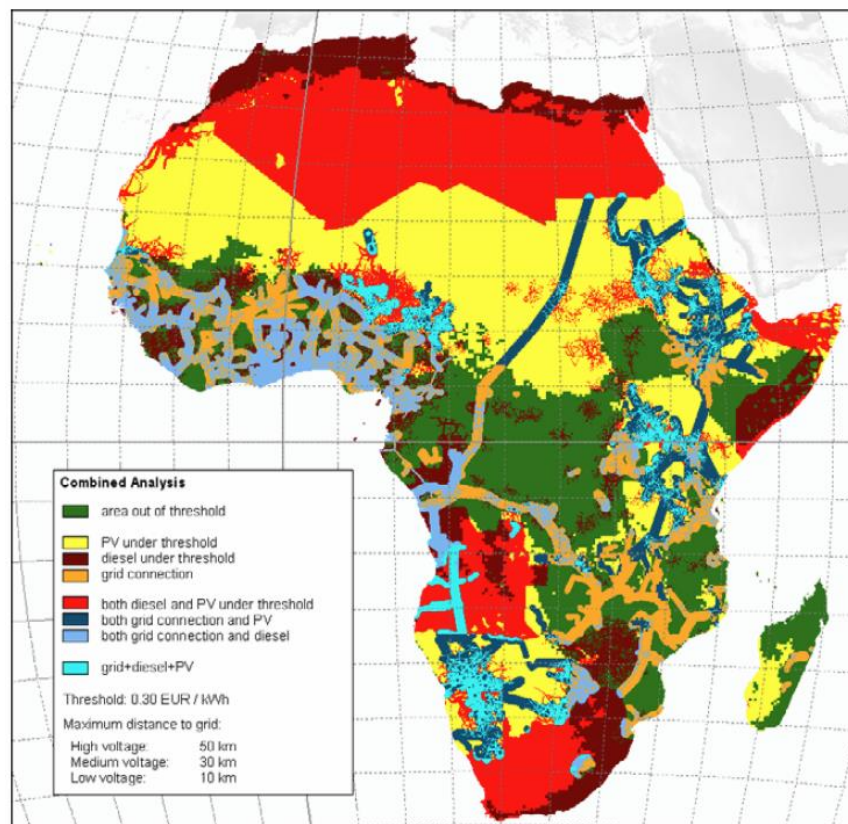 Combined Analysis
area out of threshold
PV under threshold
diesel under threshold
grid connection
both diesel and PV under threshold
both grid connection and PV
both grid connection and diesel
grid+diesel+PV
Threshold: 0.30 EUR / kWh
Maximum distance to grid:
High voltage: 50 km
Medium voltage: 30 km
Low voltage: 10 km